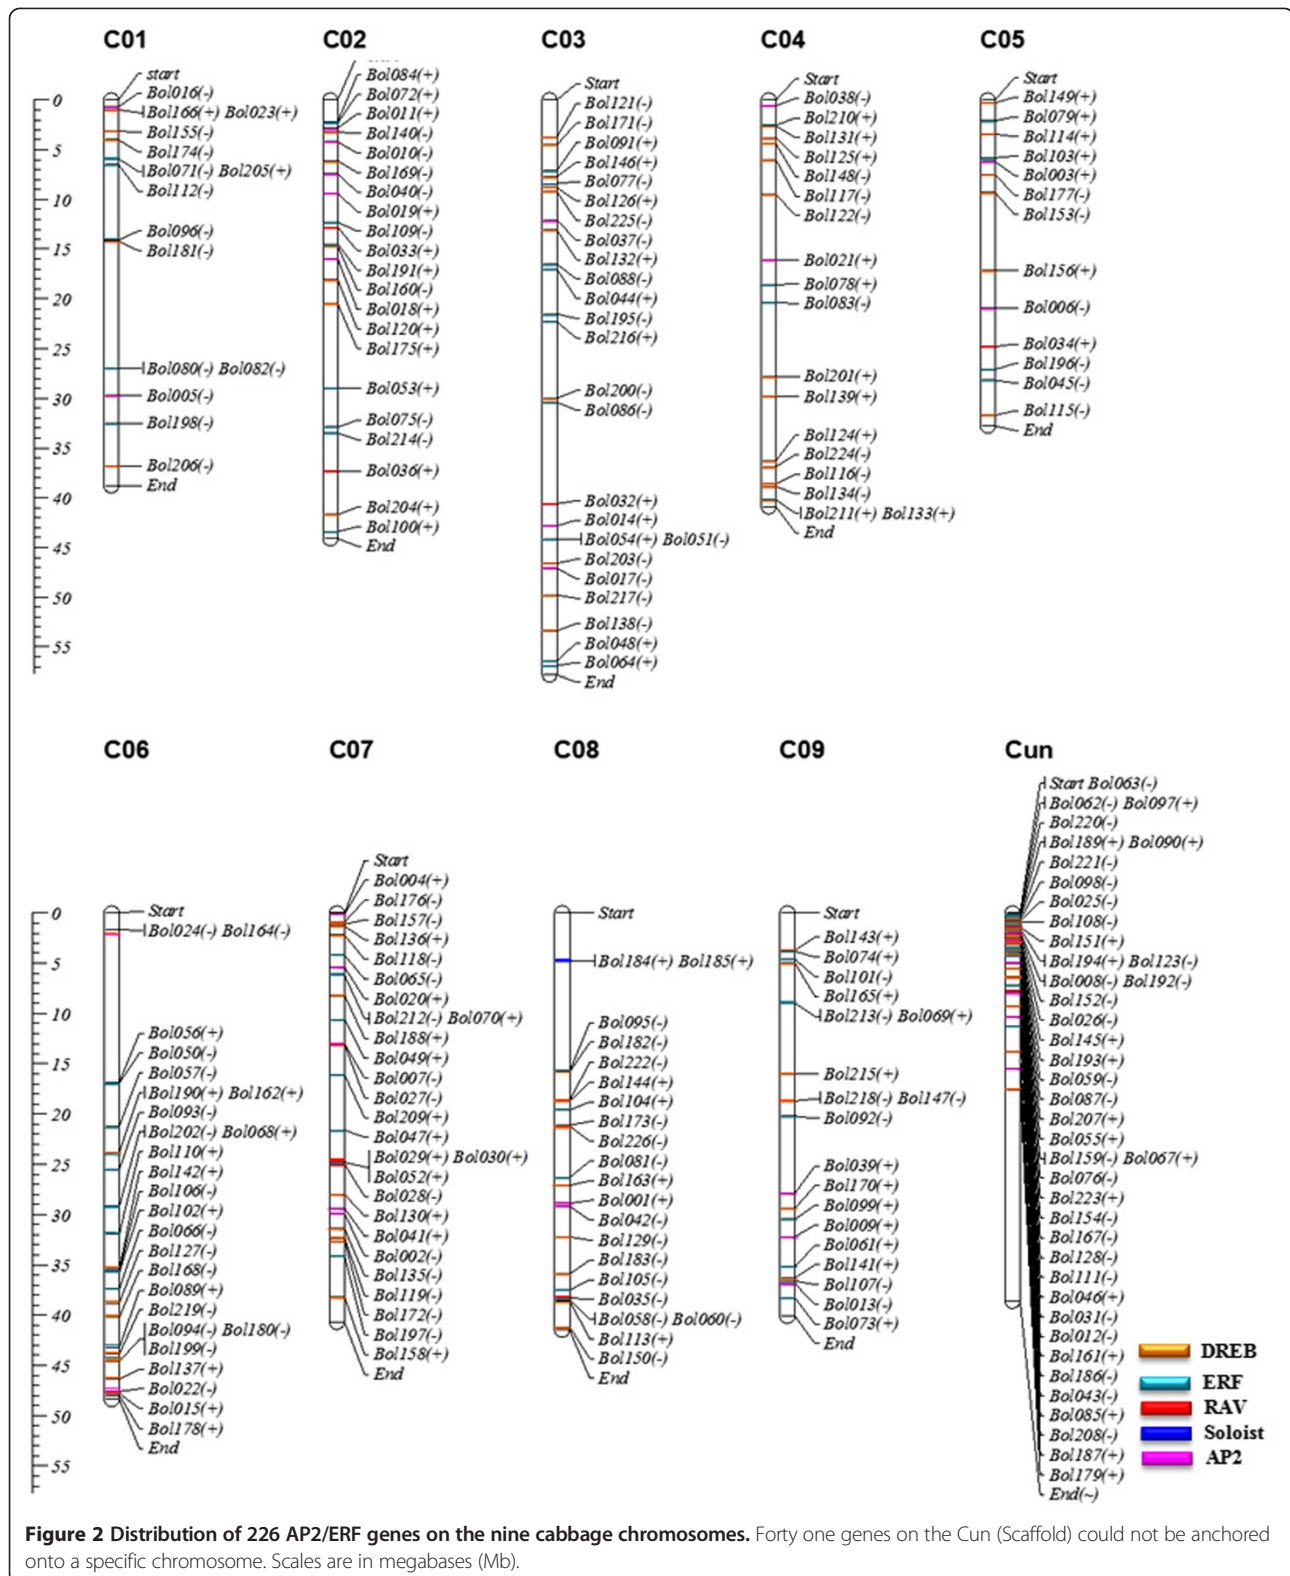 C01
C02
C03
C04
C05
0
5
10
15
20
25
30
35
40
45
50
55
start
Bol016(-)
Bol166(+) Bol023(+)
Bol155(-)
Bol174(-)
Bol071(-) Bol205(+)
Bol112(-)
Bol096(-)
Bol181(-)
Bol080(-) Bol082(-)
Bol005(-)
Bol198(-)
Bol206(-)
End
Bol084(+)
Bol072(+)
Bol011(+)
Bol140(-)
Bol010(-)
Bol169(-)
Bol040(-)
Bol019(+)
Bol109(-)
Bol033(+)
Bol191(+)
Bol160(-)
Bol018(+)
Bol120(+)
Bol175(+)
Bol053(+)
Bol075(-)
Bol214(-)
Bol036(+)
Bol204(+)
Bol100(+)
End
Start
Bol121(-)
Bol171(-)
Bol091(+)
Bol146(+)
Bol077(-)
Bol126(+)
Bol225(-)
Bol037(-)
Bol132(+)
Bol088(-)
Bol044(+)
Bol195(-)
Bol216(+)
Bol200(-)
Bol086(-)
Bol032(+)
Bol014(+)
Bol054(+) Bol051(-)
Bol203(-)
Bol017(-)
Bol217(-)
Bol138(-)
Bol048(+)
Bol064(+)
End
Start
Bol038(-)
Bol210(+)
Bol131(+)
Bol125(+)
Bol148(-)
Bol117(-)
Bol122(-)
Bol021(+)
Bol078(+)
Bol083(-)
Bol201(+)
Bol139(+)
Bol124(+)
Bol224(-)
Bol116(-)
Bol134(-)
Bol211(+) Bol133(+)
End
Start
Bol149(+)
Bol079(+)
Bol114(+)
Bol103(+)
Bol003(+)
Bol177(-)
Bol153(-)
Bol156(+)
Bol006(-)
Bol034(+)
Bol196(-)
Bol045(-)
Bol115(-)
End
C06
C07
C08
C09
Cun
0
5
10
15
20
25
30
35
40
45
50
55
Start
Bol024(-) Bol164(-)
Bol056(+)
Bol050(-)
Bol057(-)
Bol190(+) Bol162(+)
Bol093(-)
Bol202(-) Bol068(+)
Bol110(+)
Bol142(+)
Bol106(-)
Bol102(+)
Bol066(-)
Bol127(-)
Bol168(-)
Bol089(+)
Bol219(-)
Bol094(-) Bol180(-)
Bol199(-)
Bol137(+)
Bol022(-)
Bol015(+)
Bol178(+)
End
Start
Bol004(+)
Bol176(-)
Bol157(-)
Bol136(+)
Bol118(-)
Bol065(-)
Bol020(+)
Bol212(-) Bol070(+)
Bol188(+)
Bol049(+)
Bol007(-)
Bol027(-)
Bol209(+)
Bol047(+)
Bol029(+) Bol030(+)
Bol052(+)
Bol028(-)
Bol130(+)
Bol041(+)
Bol002(-)
Bol135(-)
Bol119(-)
Bol172(-)
Bol197(-)
Bol158(+)
End
Start
Bol184(+) Bol185(+)
Bol095(-)
Bol182(-)
Bol222(-)
Bol144(+)
Bol104(+)
Bol173(-)
Bol226(-)
Bol081(-)
Bol163(+)
Bol001(+)
Bol042(-)
Bol129(-)
Bol183(-)
Bol105(-)
Bol035(-)
Bol058(-) Bol060(-)
Bol113(+)
Bol150(-)
End
Start
Bol143(+)
Bol074(+)
Bol101(-)
Bol165(+)
Bol213(-) Bol069(+)
Bol215(+)
Bol218(-) Bol147(-)
Bol092(-)
Bol039(+)
Bol170(+)
Bol099(+)
Bol009(+)
Bol061(+)
Bol141(+)
Bol107(-)
Bol013(-)
Bol073(+)
End
Start Bol063(-)
Bol062(-) Bol097(+)
Bol220(-)
Bol189(+) Bol090(+)
Bol221(-)
Bol098(-)
Bol025(-)
Bol108(-)
Bol151(+)
Bol194(+) Bol123(-)
Bol008(-) Bol192(-)
Bol152(-)
Bol026(-)
Bol145(+)
Bol193(+)
Bol059(-)
Bol087(-)
Bol207(+)
Bol055(+)
Bol159(-) Bol067(+)
Bol076(-)
Bol223(+)
Bol154(-)
Bol167(-)
Bol128(-)
Bol111(-)
Bol046(+)
Bol031(-)
Bol012(-)
Bol161(+)
Bol186(-)
Bol043(-)
Bol085(+)
Bol208(-)
Bol187(+)
Bol179(+)
End(~)
DREB
ERF
RAV
Soloist
AP2
Figure 2 Distribution of 226 AP2/ERF genes on the nine cabbage chromosomes. Forty one genes on the Cun (Scaffold) could not be anchored
onto a specific chromosome. Scales are in megabases (Mb).